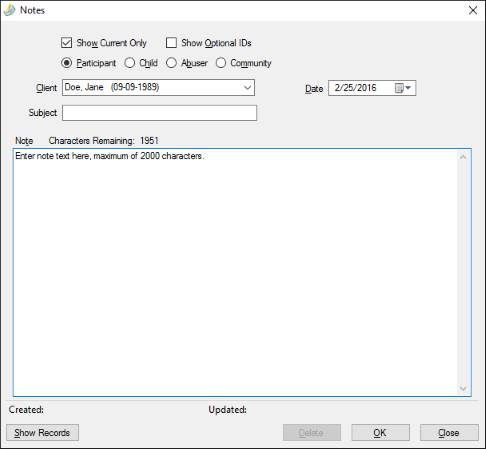 Notes
Show Current Only Show Optional IDs
Participant Child Abuser Community
Client Doe, Jane (09-09-1989) Date 2/25/2016
Subject
Note Characters Remaining: 1951
Enter note text here, maximum of 2000 characters.
Created: Updated:
Show Records Delete OK Close